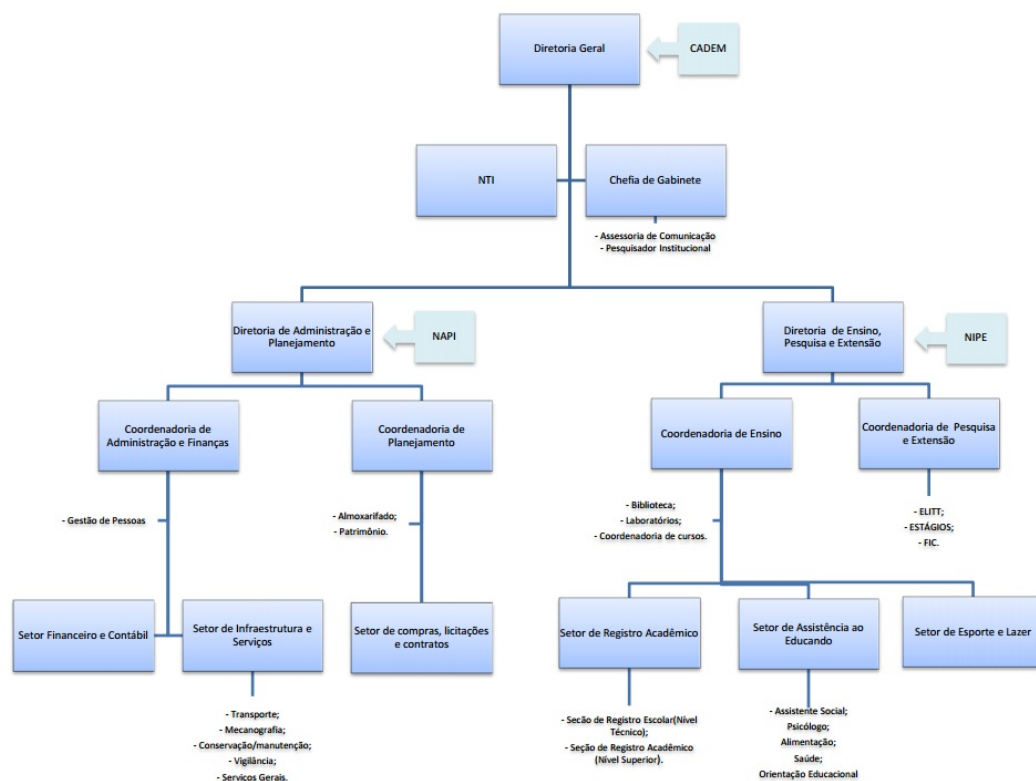 Diretoria Geral
CADEM
NTI
Chefia de Gabinete
- Assessoria de Comunicação
- Pesquisador Institucional
Diretoria de Administração e
Planejamento
NAPI
Diretoria de Ensino,
Pesquisa e Extensão
NIPE
Coordenadoria de
Administração e Finanças
Coordenadoria de
Planejamento
Coordenadoria de Ensino
Coordenadoria de Pesquisa
e Extensão
- Gestão de Pessoas
- Almoxarifado;
- Patrimônio.
- Biblioteca;
- Laboratórios;
- Coordenadoria de cursos.
- ELITT;
- ESTÁGIOS;
- FIC.
Setor Financeiro e Contábil
Setor de Infraestrutura e
Serviços
Setor de compras, licitações
e contratos
Setor de Registro Acadêmico
Setor de Assistência ao
Educando
Setor de Esporte e Lazer
- Transporte;
- Mecanografia;
- Conservação/manutenção;
- Vigilância;
- Serviços Gerais.
- Secão de Registro Escolar(Nível
Técnico);
- Seção de Registro Acadêmico
(Nível Superior).
- Assistente Social;
Psicólogo;
Alimentação;
Saúde;
Orientação Educacional